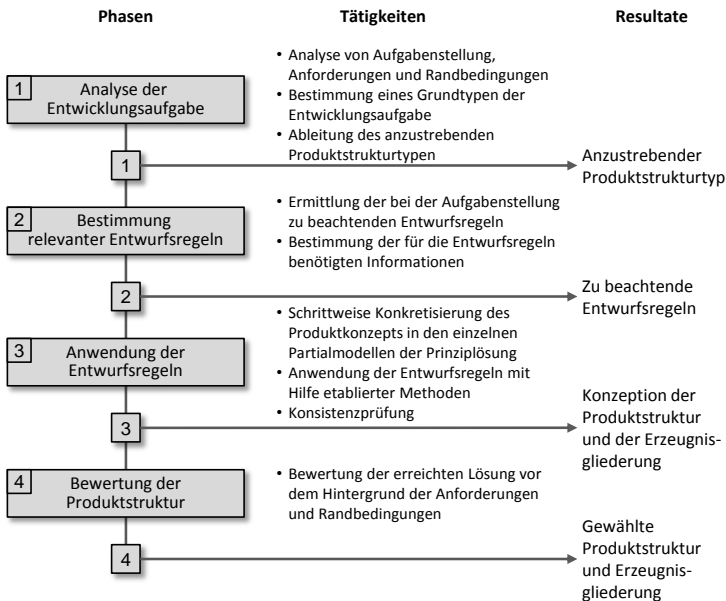 Phasen
Tätigkeiten
Resultate
1
Analyse der
Entwicklungsaufgabe
• Analyse von Aufgabenstellung,
Anforderungen und Randbedingungen
• Bestimmung eines Grundtypen der
Entwicklungsaufgabe
• Ableitung des anzustrebenden
Produktstrukturtypen
1
Anzustrebender
Produktstrukturtyp
2
Bestimmung
relevanter Entwurfsregeln
• Ermittlung der bei der Aufgabenstellung
zu beachtenden Entwurfsregeln
• Bestimmung der für die Entwurfsregeln
benötigten Informationen
2
Zu beachtende
Entwurfsregeln
3
Anwendung der
Entwurfsregeln
• Schrittweise Konkretisierung des
Produktkonzepts in den einzelnen
Partialmodellen der Prinziplösung
• Anwendung der Entwurfsregeln mit
Hilfe etablierter Methoden
• Konsistenzprüfung
3
Konzeption der
Produktstruktur
und der Erzeugnis-
gliederung
4
Bewertung der
Produktstruktur
• Bewertung der erreichten Lösung vor
dem Hintergrund der Anforderungen
und Randbedingungen
4
Gewählte
Produktstruktur
und Erzeugnis-
gliederung